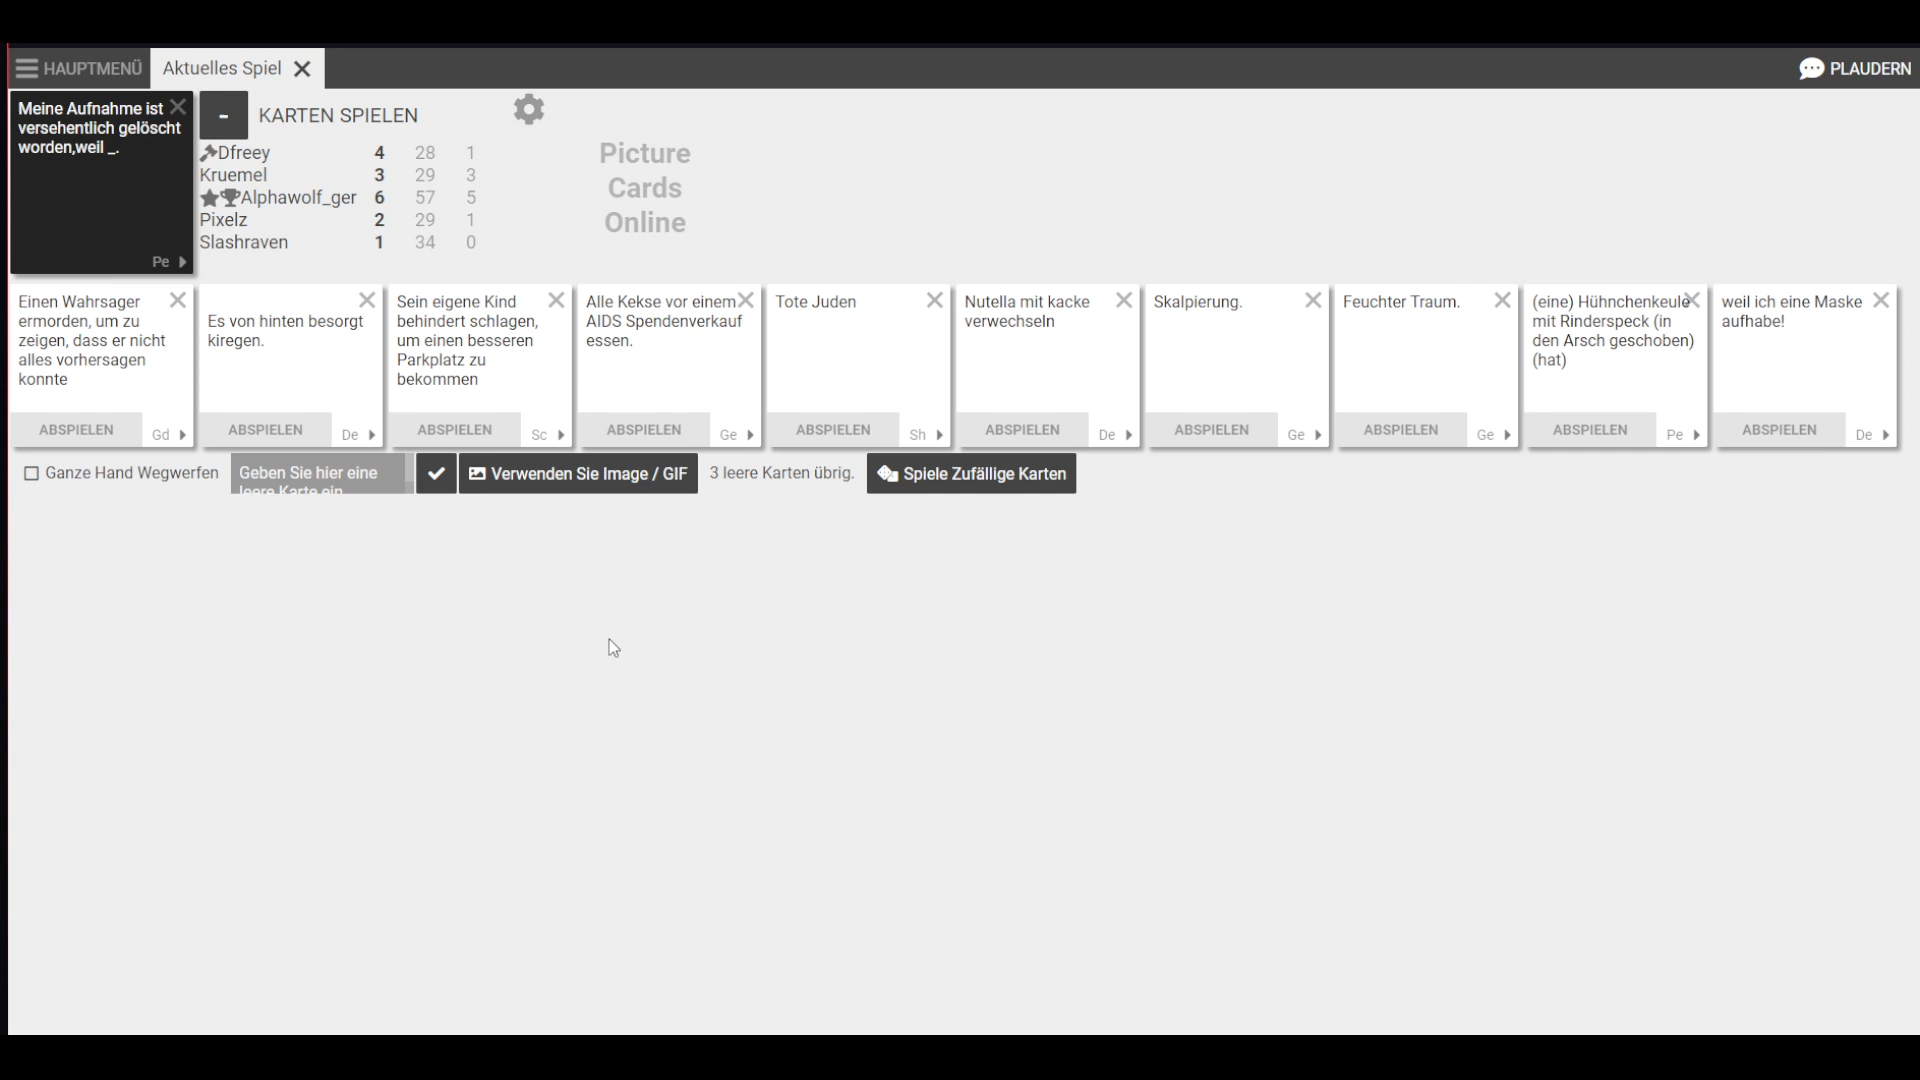 HAUPTMENÜ
Aktuelles Spiel
PLAUDERN
Meine Aufnahme ist
versehentlich gelöscht
worden,weil _.
Pe
-
KARTEN SPIELEN
Dfreey 4 28 1
Kruemel 3 29 3
Alphawolf_ger 6 57 5
Pixelz 2 29 1
Slashraven 1 34 0
Picture
Cards
Online
Einen Wahrsager
ermorden, um zu
zeigen, dass er nicht
alles vorhersagen
konnte
ABSPIELEN
Gd
Es von hinten besorgt
kiregen.
ABSPIELEN
De
Sein eigene Kind
behindert schlagen,
um einen besseren
Parkplatz zu
bekommen
ABSPIELEN
Sc
Alle Kekse vor einem
AIDS Spendenverkauf
essen.
ABSPIELEN
Ge
Tote Juden
ABSPIELEN
Sh
Nutella mit kacke
verwechseln
ABSPIELEN
De
Skalpierung.
ABSPIELEN
Ge
Feuchter Traum.
ABSPIELEN
Ge
(eine) Hühnchenkeule
mit Rinderspeck (in
den Arsch geschoben)
(hat)
ABSPIELEN
Pe
weil ich eine Maske
aufhabe!
ABSPIELEN
De
Ganze Hand Wegwerfen
Geben Sie hier eine
leere Karte ein
Verwenden Sie Image / GIF
3 leere Karten übrig.
Spiele Zufällige Karten